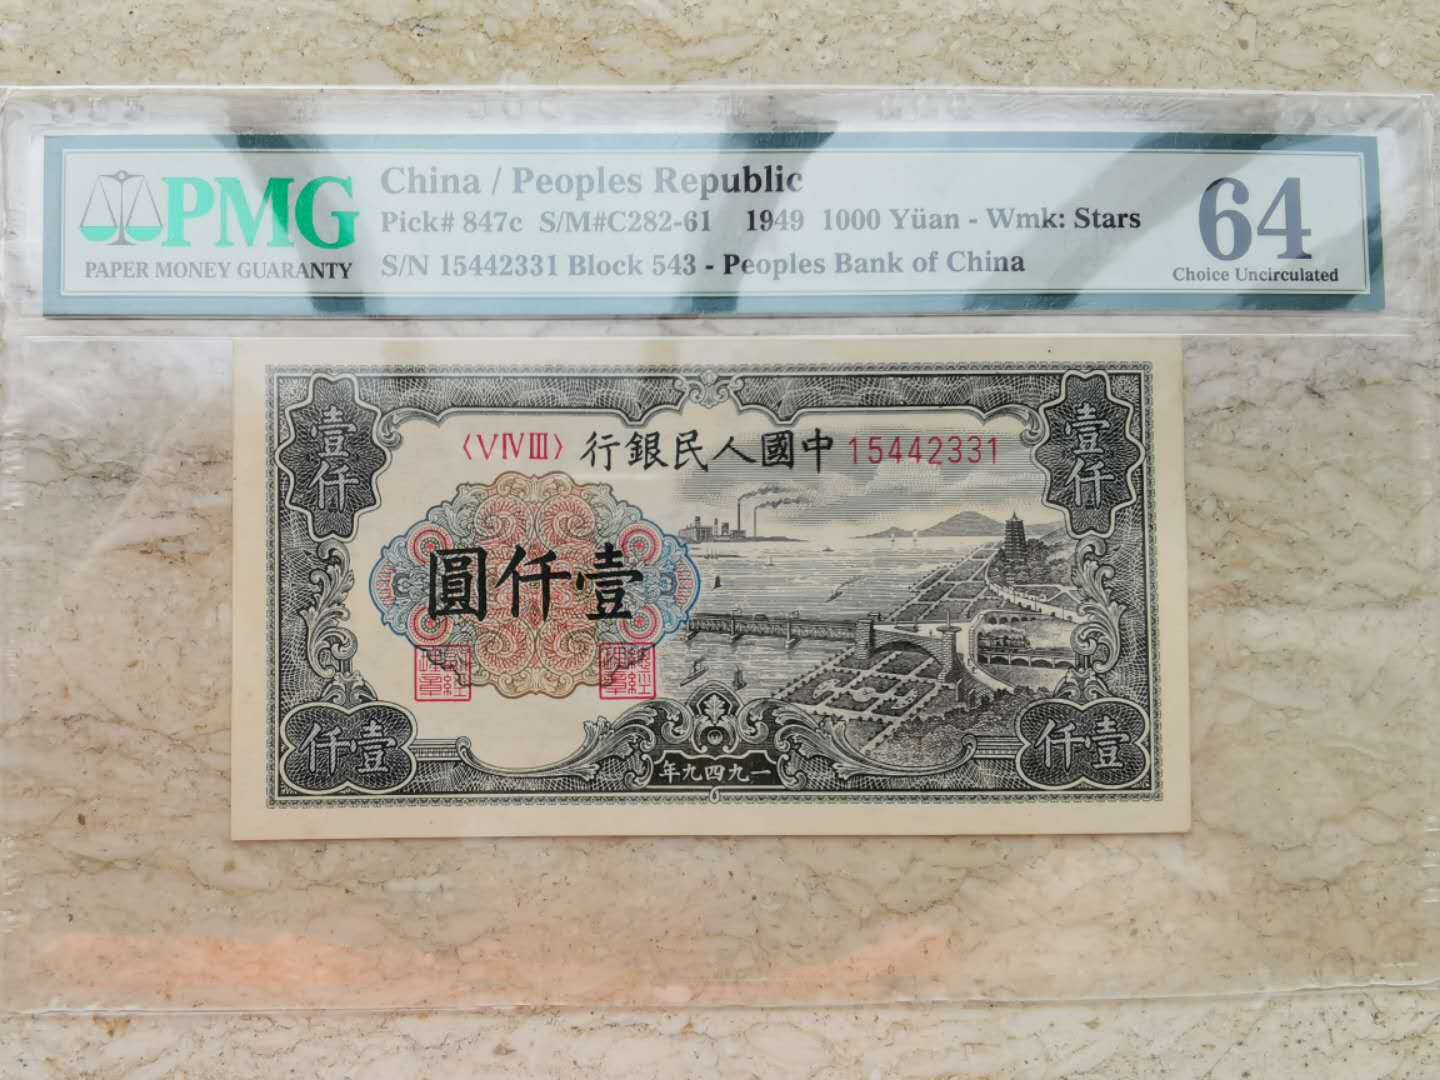 PMG
PAPER MONEY GUARANTY
China / Peoples Republic
Pick# 847c S/M#C282-61 1949 1000 Yüan - Wmk: Stars
S/N 15442331 Block 543 - Peoples Bank of China
64
Choice Uncirculated
壹仟
壹仟
〈ⅤⅣⅢ〉 行銀民人國中 15442331
圓仟壹
仟壹
仟壹
年九四九一